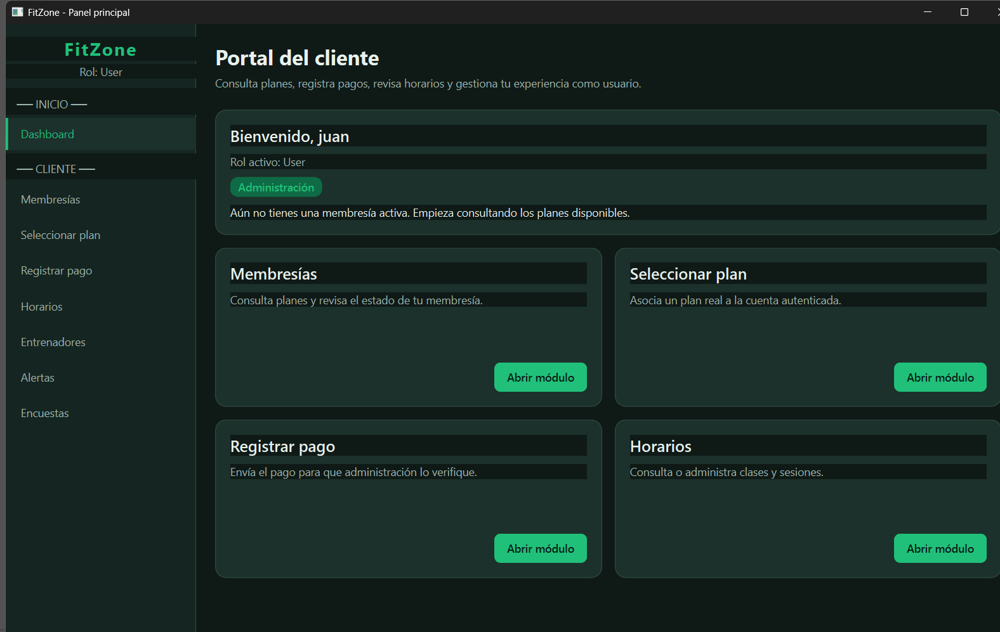 FitZone - Panel principal
FitZone
Rol: User
── INICIO ──
Dashboard
── CLIENTE ──
Membresías
Seleccionar plan
Registrar pago
Horarios
Entrenadores
Alertas
Encuestas
Portal del cliente
Consulta planes, registra pagos, revisa horarios y gestiona tu experiencia como usuario.
Bienvenido, juan
Rol activo: User
Administración
Aún no tienes una membresía activa. Empieza consultando los planes disponibles.
Membresías
Consulta planes y revisa el estado de tu membresía.
Abrir módulo
Seleccionar plan
Asocia un plan real a la cuenta autenticada.
Abrir módulo
Registrar pago
Envía el pago para que administración lo verifique.
Abrir módulo
Horarios
Consulta o administra clases y sesiones.
Abrir módulo